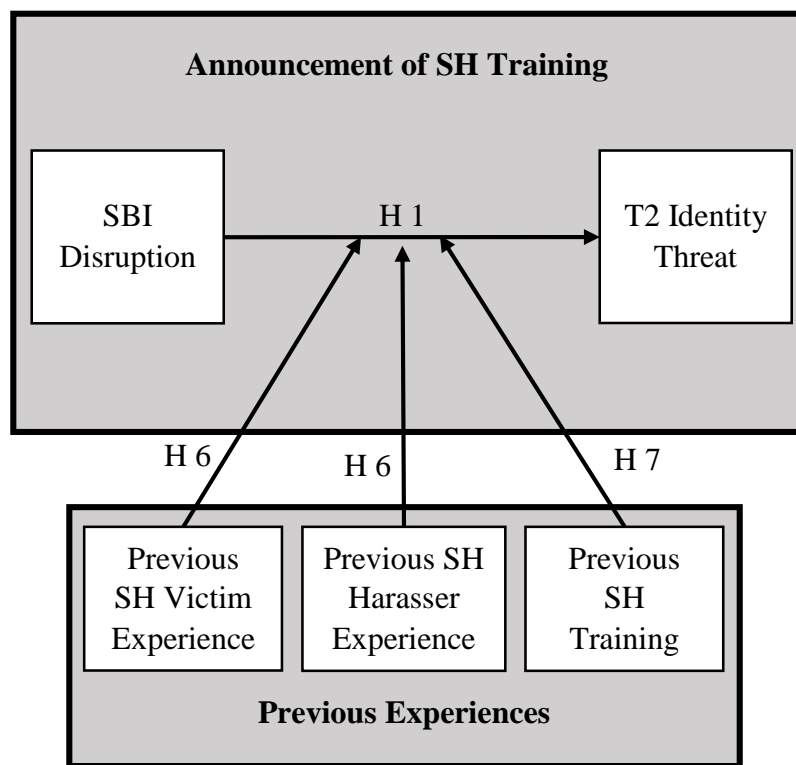 Announcement of SH Training
SBI
Disruption
H 1
T2 Identity
Threat
H 6
H 6
H 7
Previous
SH Victim
Experience
Previous SH
Harasser
Experience
Previous
SH
Training
Previous Experiences